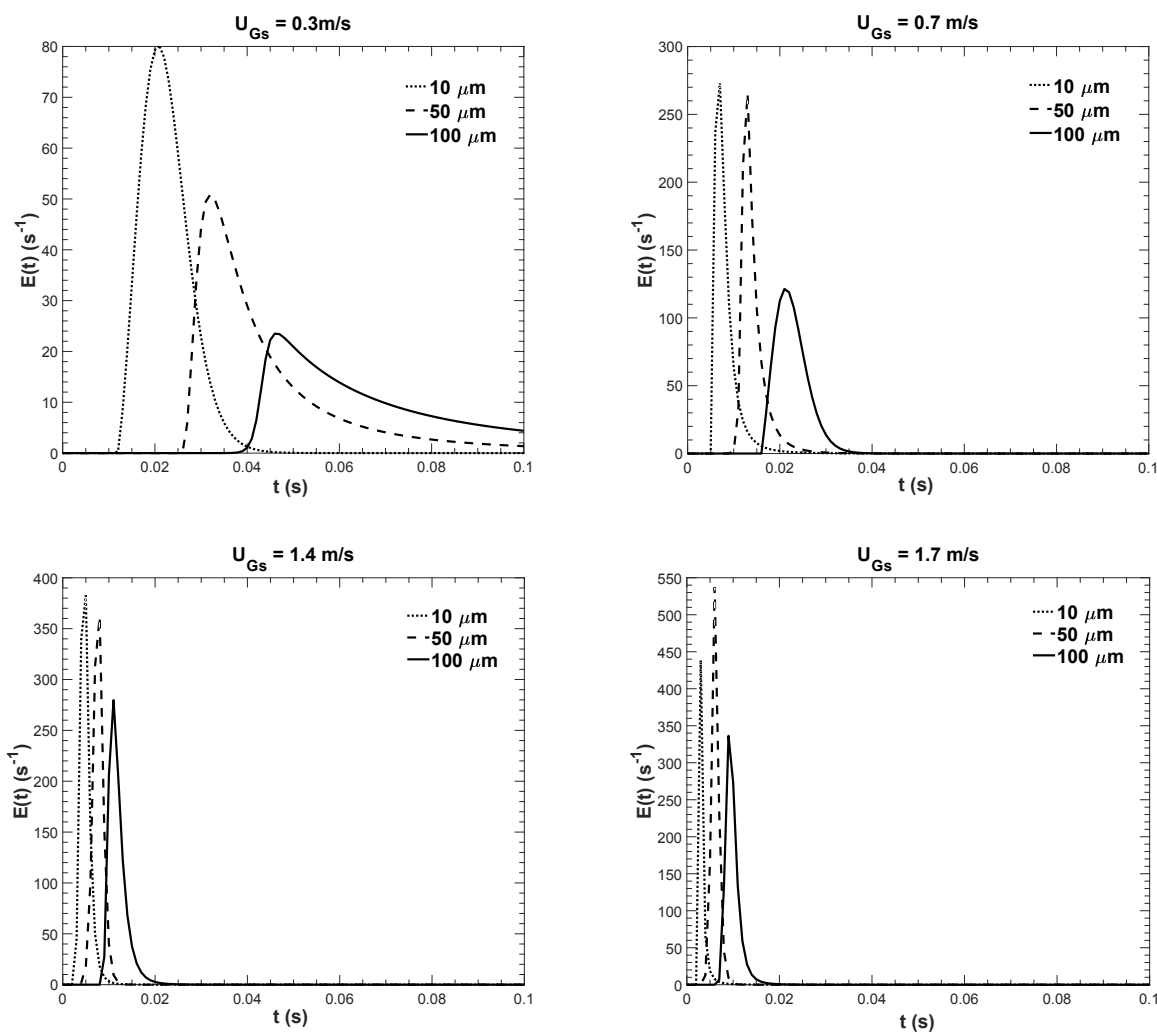 U_Gs = 0.3m/s
80
70
60
50
40
30
20
10
0
E(t) (s^-1)
10 μm
50 μm
100 μm
0 0.02 0.04 0.06 0.08 0.1
t (s)
U_Gs = 0.7 m/s
300
250
200
150
100
50
0
E(t) (s^-1)
10 μm
50 μm
100 μm
0 0.02 0.04 0.06 0.08 0.1
t (s)
U_Gs = 1.4 m/s
400
350
300
250
200
150
100
50
0
E(t) (s^-1)
10 μm
50 μm
100 μm
0 0.02 0.04 0.06 0.08 0.1
t (s)
U_Gs = 1.7 m/s
550
500
450
400
350
300
250
200
150
100
50
0
E(t) (s^-1)
10 μm
50 μm
100 μm
0 0.02 0.04 0.06 0.08 0.1
t (s)